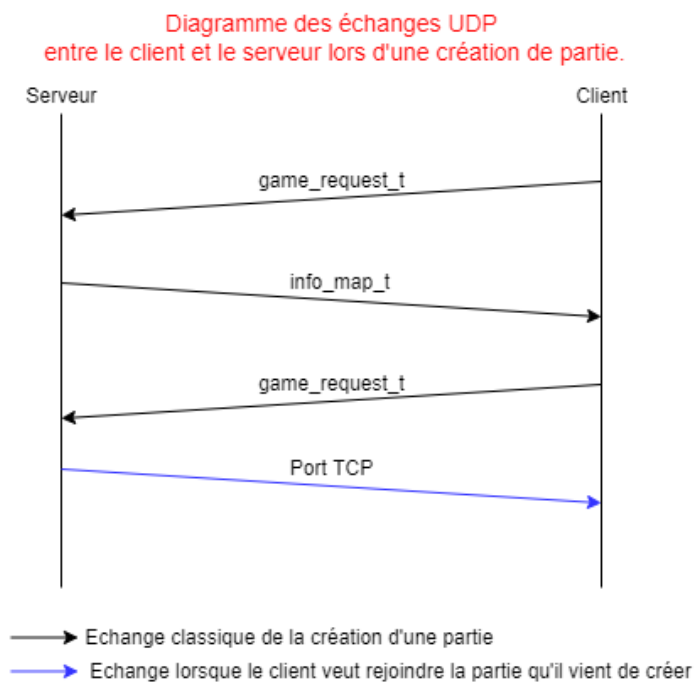 Diagramme des échanges UDP
entre le client et le serveur lors d'une création de partie.
Serveur
Client
game_request_t
info_map_t
game_request_t
Port TCP
Echange classique de la création d'une partie
Echange lorsque le client veut rejoindre la partie qu'il vient de créer